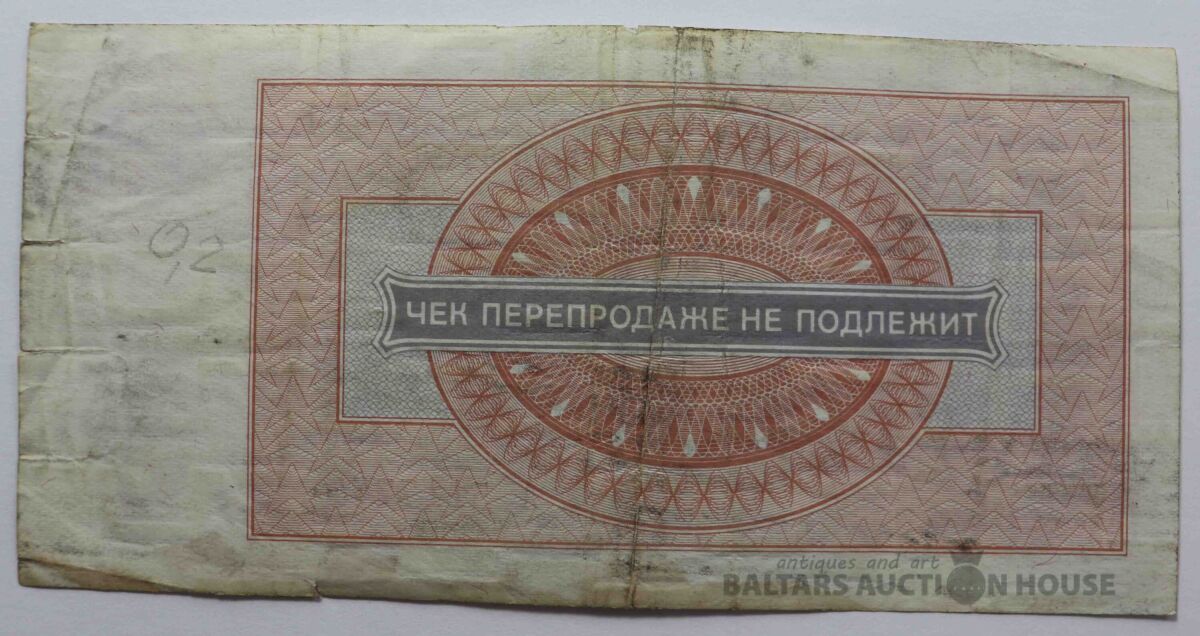 0,2
ЧЕК ПЕРЕПРОДАЖЕ НЕ ПОДЛЕЖИТ
antiques and art
BALTARS AUCTION HOUSE